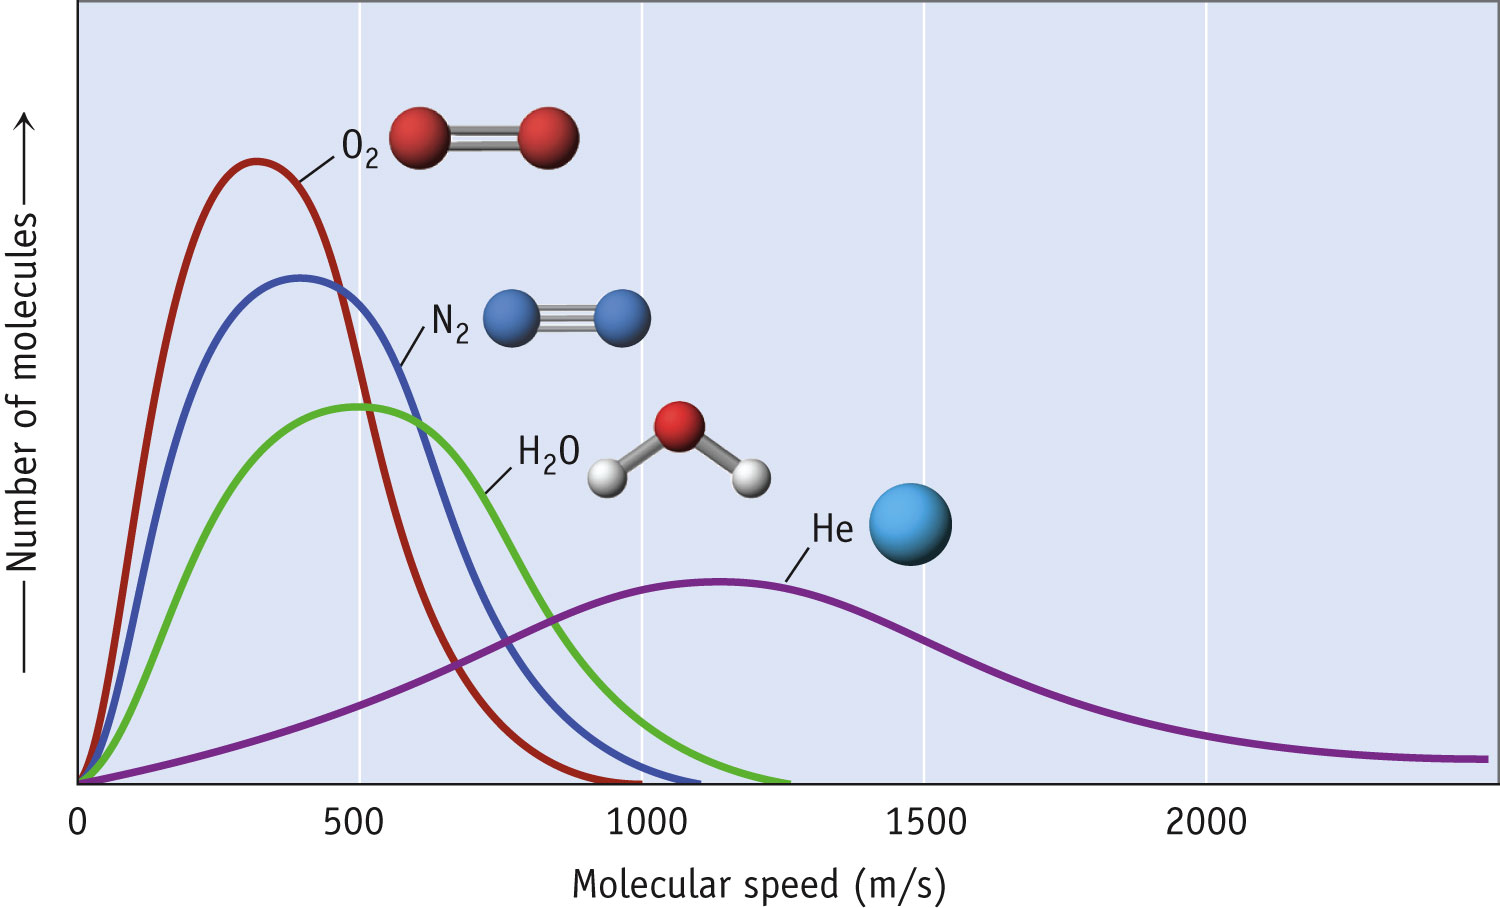 Number of molecules
O₂
N₂
H₂O
He
0 500 1000 1500 2000
Molecular speed (m/s)